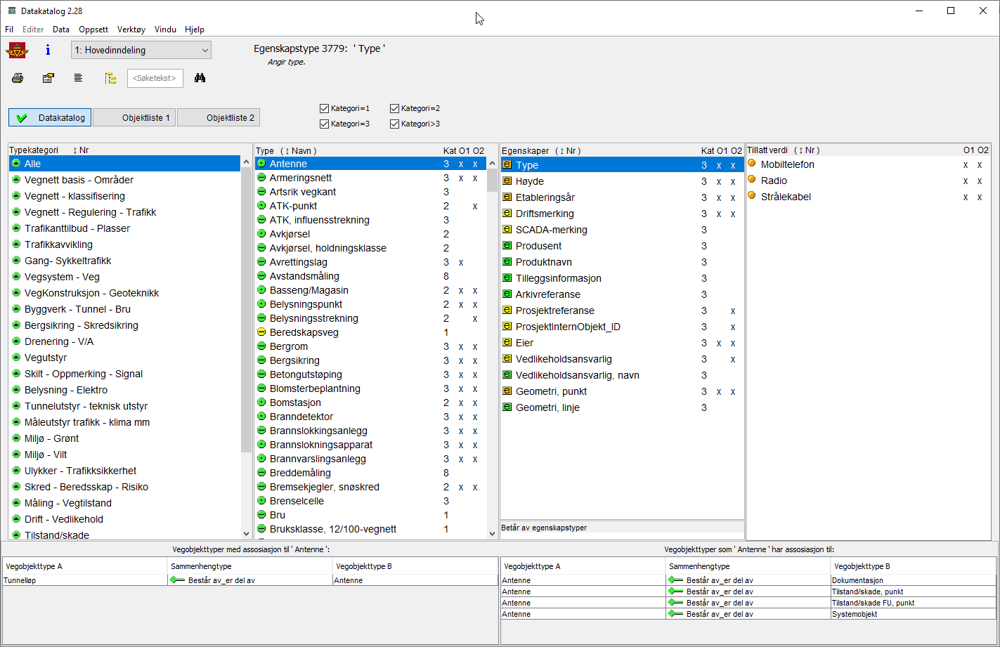 Datakatalog 2.28
Fil Editer Data Oppsett Verktøy Vindu Hjelp
i 1: Hovedinndeling Egenskapstype 3779: ' Type '
Angir type.
<Søketekst>
Datakatalog Objektliste 1 Objektliste 2
Kategori=1 Kategori=2
Kategori=3 Kategori>3
Typekategori ↕ Nr
Alle
Vegnett basis - Områder
Vegnett - klassifisering
Vegnett - Regulering - Trafikk
Trafikanttilbud - Plasser
Trafikkavvikling
Gang- Sykkeltrafikk
Vegsystem - Veg
VegKonstruksjon - Geoteknikk
Byggverk - Tunnel - Bru
Bergsikring - Skredsikring
Drenering - V/A
Vegutstyr
Skilt - Oppmerking - Signal
Belysning - Elektro
Tunnelutstyr - teknisk utstyr
Måleutstyr trafikk - klima mm
Miljø - Grønt
Miljø - Vilt
Ulykker - Trafikksikkerhet
Skred - Beredsskap - Risiko
Måling - Vegtilstand
Drift - Vedlikehold
Tilstand/skade
Type ( ↕ Navn ) Kat O1 O2
Antenne 3 x x
Armeringsnett 3 x x
Artsrik vegkant 3
ATK-punkt 2 x
ATK, influensstrekning 3
Avkjørsel 2
Avkjørsel, holdningsklasse 2
Avrettingslag 3 x
Avstandsmåling 8
Basseng/Magasin 2 x x
Belysningspunkt 2 x x
Belysningsstrekning 2 x
Beredskapsveg 1
Bergrom 3 x x
Bergsikring 3 x x
Betongutstøping 3 x x
Blomsterbeplantning 3 x x
Bomstasjon 2 x x
Branndetektor 3 x x
Brannslokkingsanlegg 3 x x
Brannslokningsapparat 3 x x
Brannvarslingsanlegg 3 x x
Breddemåling 8
Bremsekjegler, snøskred 2 x x
Brenselcelle 3
Bru 1
Bruksklasse, 12/100-vegnett 1
Egenskaper ( ↕ Nr ) Kat O1 O2
Type 3 x x
Høyde 3 x x
Etableringsår 3 x x
Driftsmerking 3 x x
SCADA-merking 3
Produsent 3
Produktnavn 3
Tilleggsinformasjon 3
Arkivreferanse 3
Prosjektreferanse 3 x
ProsjektInternObjekt_ID 3 x
Eier 3 x x
Vedlikeholdsansvarlig 3 x
Vedlikeholdsansvarlig, navn 3
Geometri, punkt 3 x x
Geometri, linje 3
Betår av egenskapstyper
Tillatt verdi ( ↕ Nr ) O1 O2
Mobiltelefon x x
Radio x x
Strålekabel x x
Vegobjekttyper med assosiasjon til ' Antenne ':
Vegobjekttype A Sammenhengtype Vegobjekttype B
Tunnelløp Består av_er del av Antenne
Vegobjekttyper som ' Antenne ' har assosiasjon til:
Vegobjekttype A Sammenhengtype Vegobjekttype B
Antenne Består av_er del av Dokumentasjon
Antenne Består av_er del av Tilstand/skade, punkt
Antenne Består av_er del av Tilstand/skade FU, punkt
Antenne Består av_er del av Systemobjekt